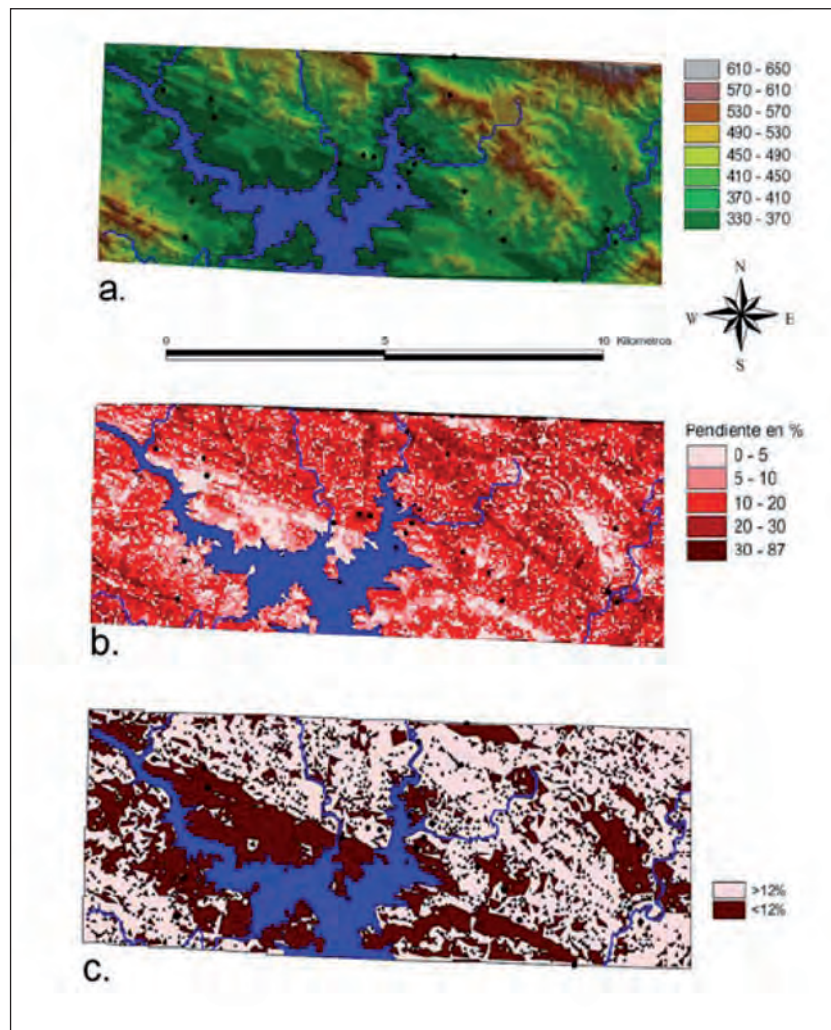 610 - 650
570 - 610
530 - 570
490 - 530
450 - 490
410 - 450
370 - 410
330 - 370
a.
N
W E
S
0 5 10 Kilometros
Pendiente en %
0 - 5
5 - 10
10 - 20
20 - 30
30 - 87
b.
>12%
<12%
c.